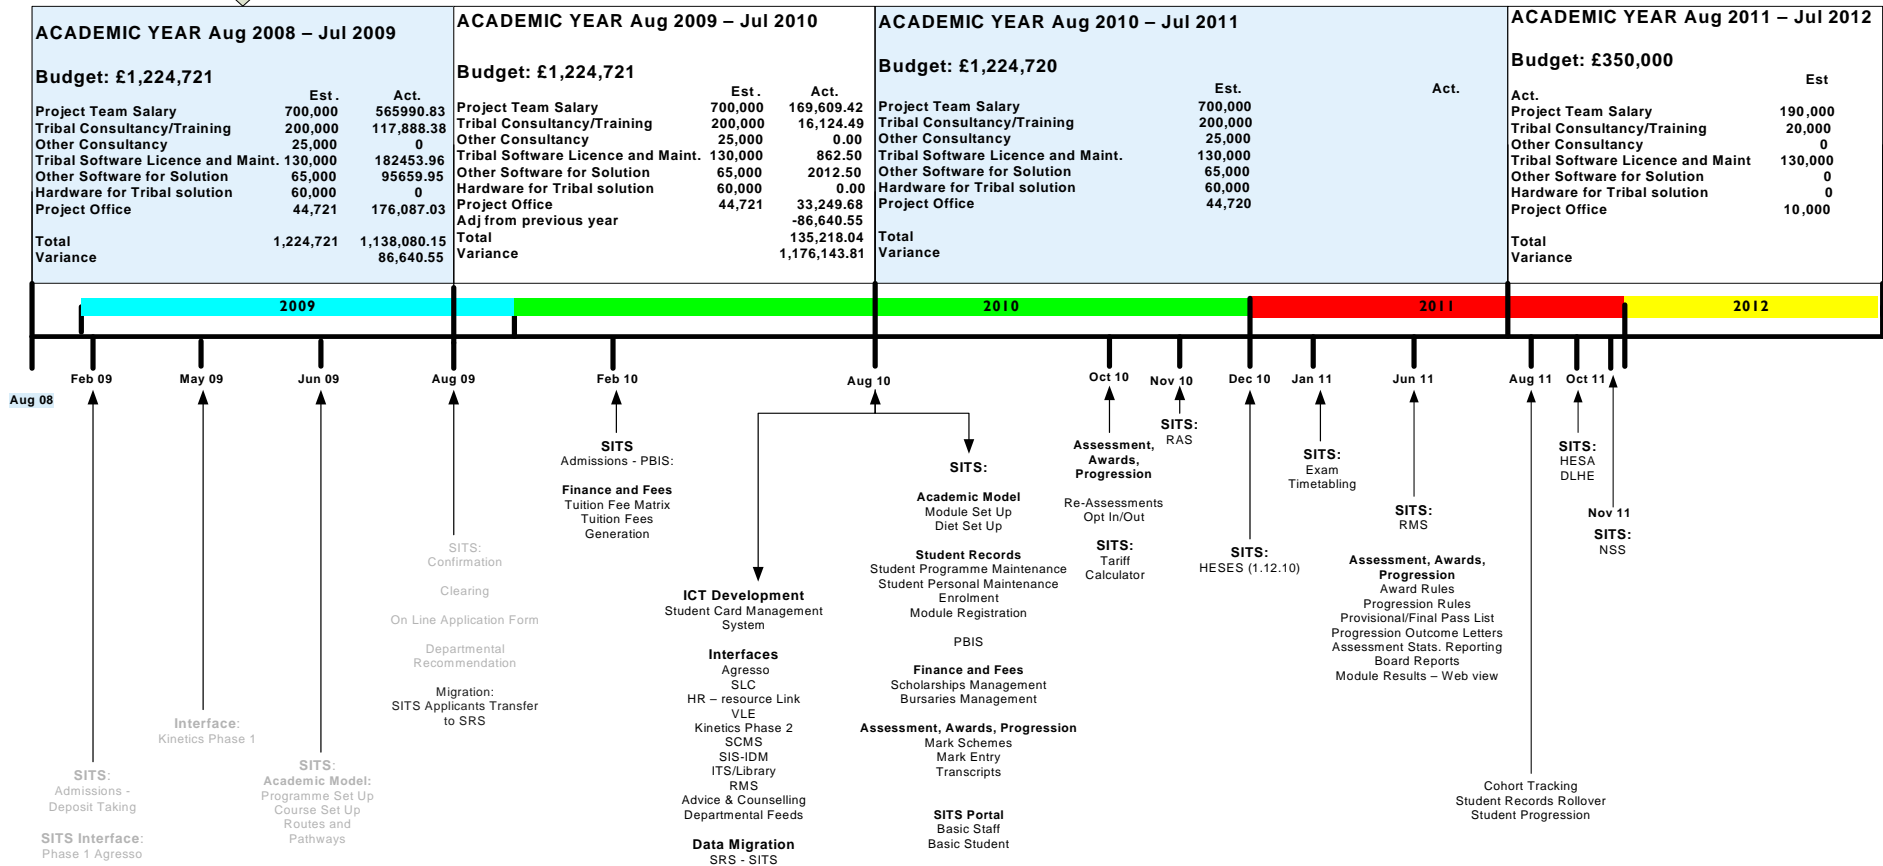 ACADEMIC YEAR Aug 2008 – Jul 2009
Budget: £1,224,721
Est. Act.
Project Team Salary 700,000 565990.83
Tribal Consultancy/Training 200,000 117,888.38
Other Consultancy 25,000 0
Tribal Software Licence and Maint. 130,000 182453.96
Other Software for Solution 65,000 95659.95
Hardware for Tribal solution 60,000 0
Project Office 44,721 176,087.03
Total 1,224,721 1,138,080.15
Variance 86,640.55
ACADEMIC YEAR Aug 2009 – Jul 2010
Budget: £1,224,721
Est. Act.
Project Team Salary 700,000 169,609.42
Tribal Consultancy/Training 200,000 16,124.49
Other Consultancy 25,000 0.00
Tribal Software Licence and Maint. 130,000 862.50
Other Software for Solution 65,000 2012.50
Hardware for Tribal solution 60,000 0.00
Project Office 44,721 33,249.68
Adj from previous year -86,640.55
Total 135,218.04
Variance 1,176,143.81
ACADEMIC YEAR Aug 2010 – Jul 2011
Budget: £1,224,720
Est. Act.
Project Team Salary 700,000
Tribal Consultancy/Training 200,000
Other Consultancy 25,000
Tribal Software Licence and Maint. 130,000
Other Software for Solution 65,000
Hardware for Tribal solution 60,000
Project Office 44,720
Total
Variance
ACADEMIC YEAR Aug 2011 – Jul 2012
Budget: £350,000
Est
Act.
Project Team Salary 190,000
Tribal Consultancy/Training 20,000
Other Consultancy 0
Tribal Software Licence and Maint 130,000
Other Software for Solution 0
Hardware for Tribal solution 0
Project Office 10,000
Total
Variance
2009 2010 2011 2012
Aug 08
Feb 09 May 09 Jun 09 Aug 09 Feb 10 Aug 10 Oct 10 Nov 10 Dec 10 Jan 11 Jun 11 Aug 11 Oct 11
SITS:
Admissions -
Deposit Taking
SITS Interface:
Phase 1 Agresso
Interface:
Kinetics Phase 1
SITS:
Academic Model:
Programme Set Up
Course Set Up
Routes and
Pathways
SITS:
Confirmation
Clearing
On Line Application Form
Departmental
Recommendation
Migration:
SITS Applicants Transfer
to SRS
SITS
Admissions - PBIS:
Finance and Fees
Tuition Fee Matrix
Tuition Fees
Generation
ICT Development
Student Card Management
System
Interfaces
Agresso
SLC
HR – resource Link
VLE
Kinetics Phase 2
SCMS
SIS-IDM
ITS/Library
RMS
Advice & Counselling
Departmental Feeds
Data Migration
SRS - SITS
SITS:
Academic Model
Module Set Up
Diet Set Up
Student Records
Student Programme Maintenance
Student Personal Maintenance
Enrolment
Module Registration
PBIS
Finance and Fees
Scholarships Management
Bursaries Management
Assessment, Awards, Progression
Mark Schemes
Mark Entry
Transcripts
SITS Portal
Basic Staff
Basic Student
Assessment,
Awards,
Progression
Re-Assessments
Opt In/Out
SITS:
Tariff
Calculator
SITS:
RAS
SITS:
HESES (1.12.10)
SITS:
Exam
Timetabling
SITS:
RMS
Assessment, Awards,
Progression
Award Rules
Progression Rules
Provisional/Final Pass List
Progression Outcome Letters
Assessment Stats. Reporting
Board Reports
Module Results – Web view
Cohort Tracking
Student Records Rollover
Student Progression
SITS:
HESA
DLHE
Nov 11
SITS:
NSS